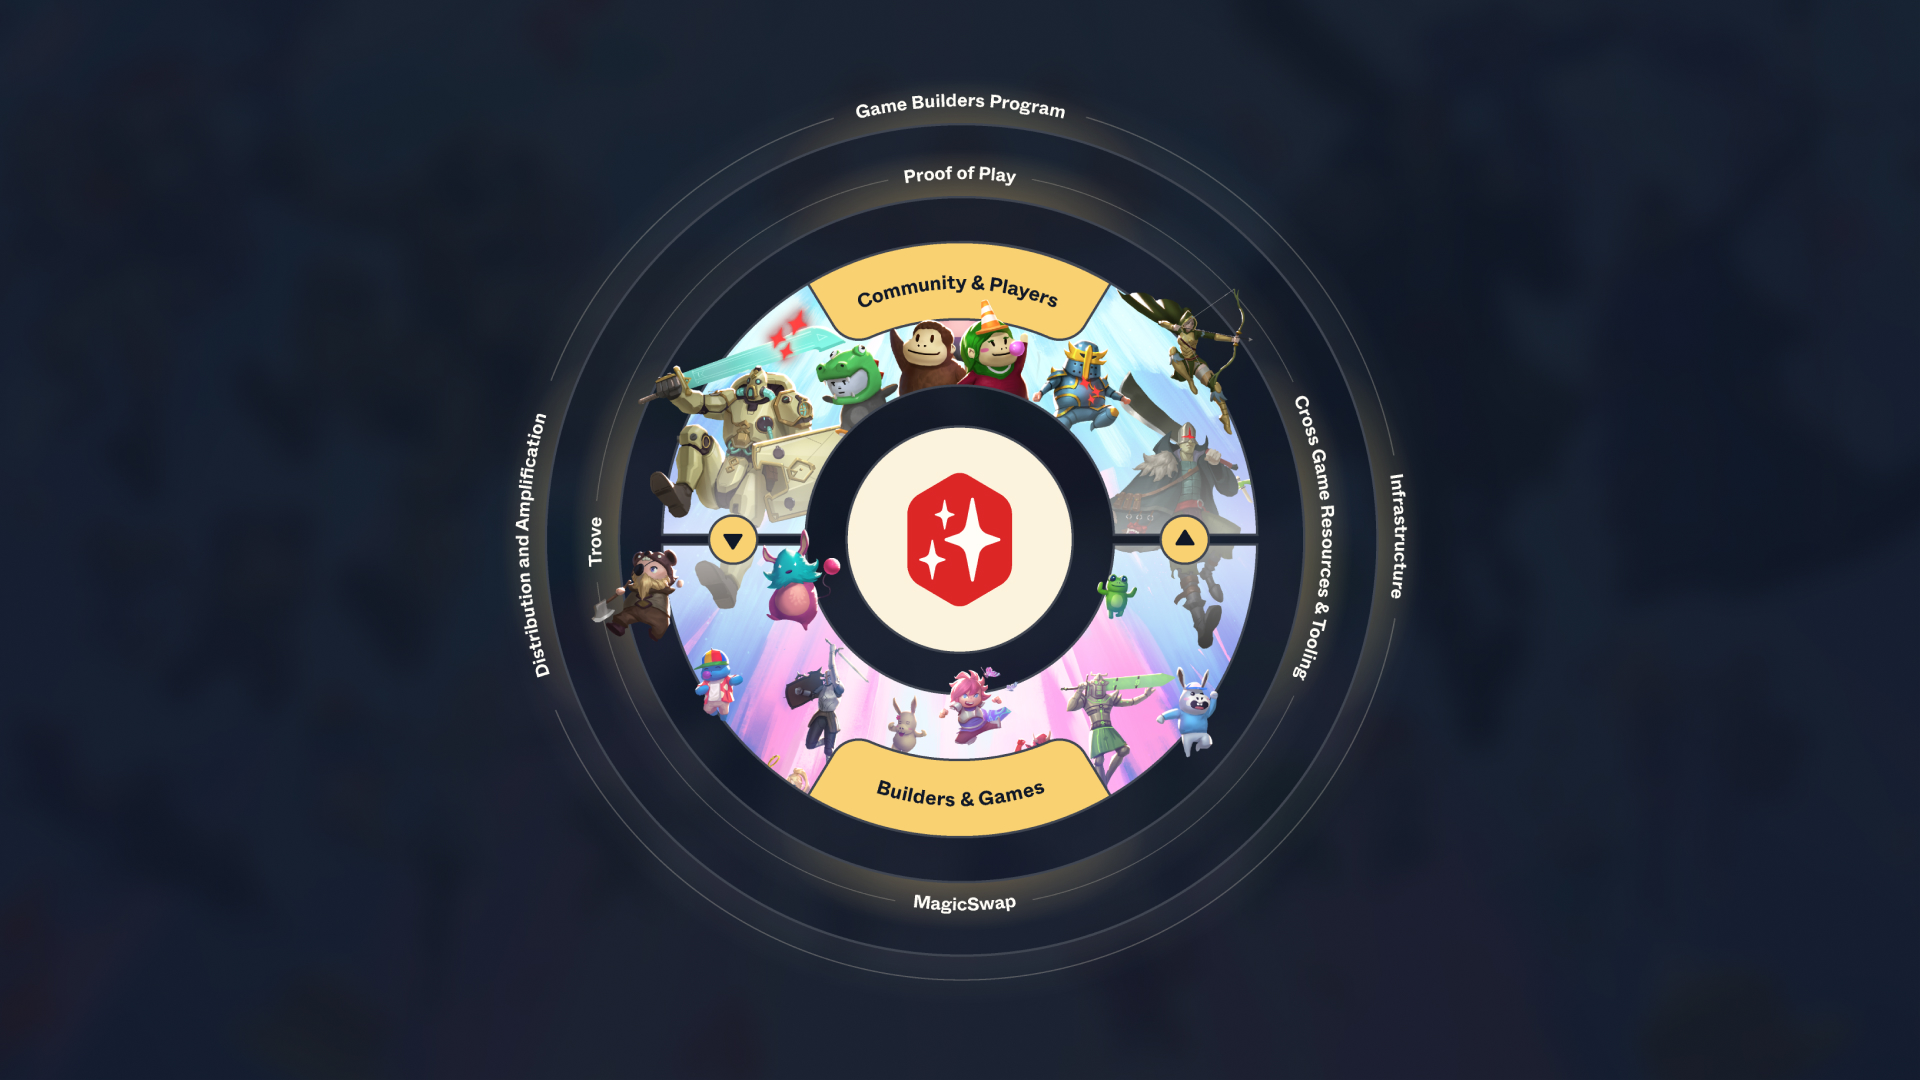 Game Builders Program
Proof of Play
Community & Players
Distribution and Amplification
Trove
Cross Game Resources & Tooling
Infrastructure
Builders & Games
MagicSwap